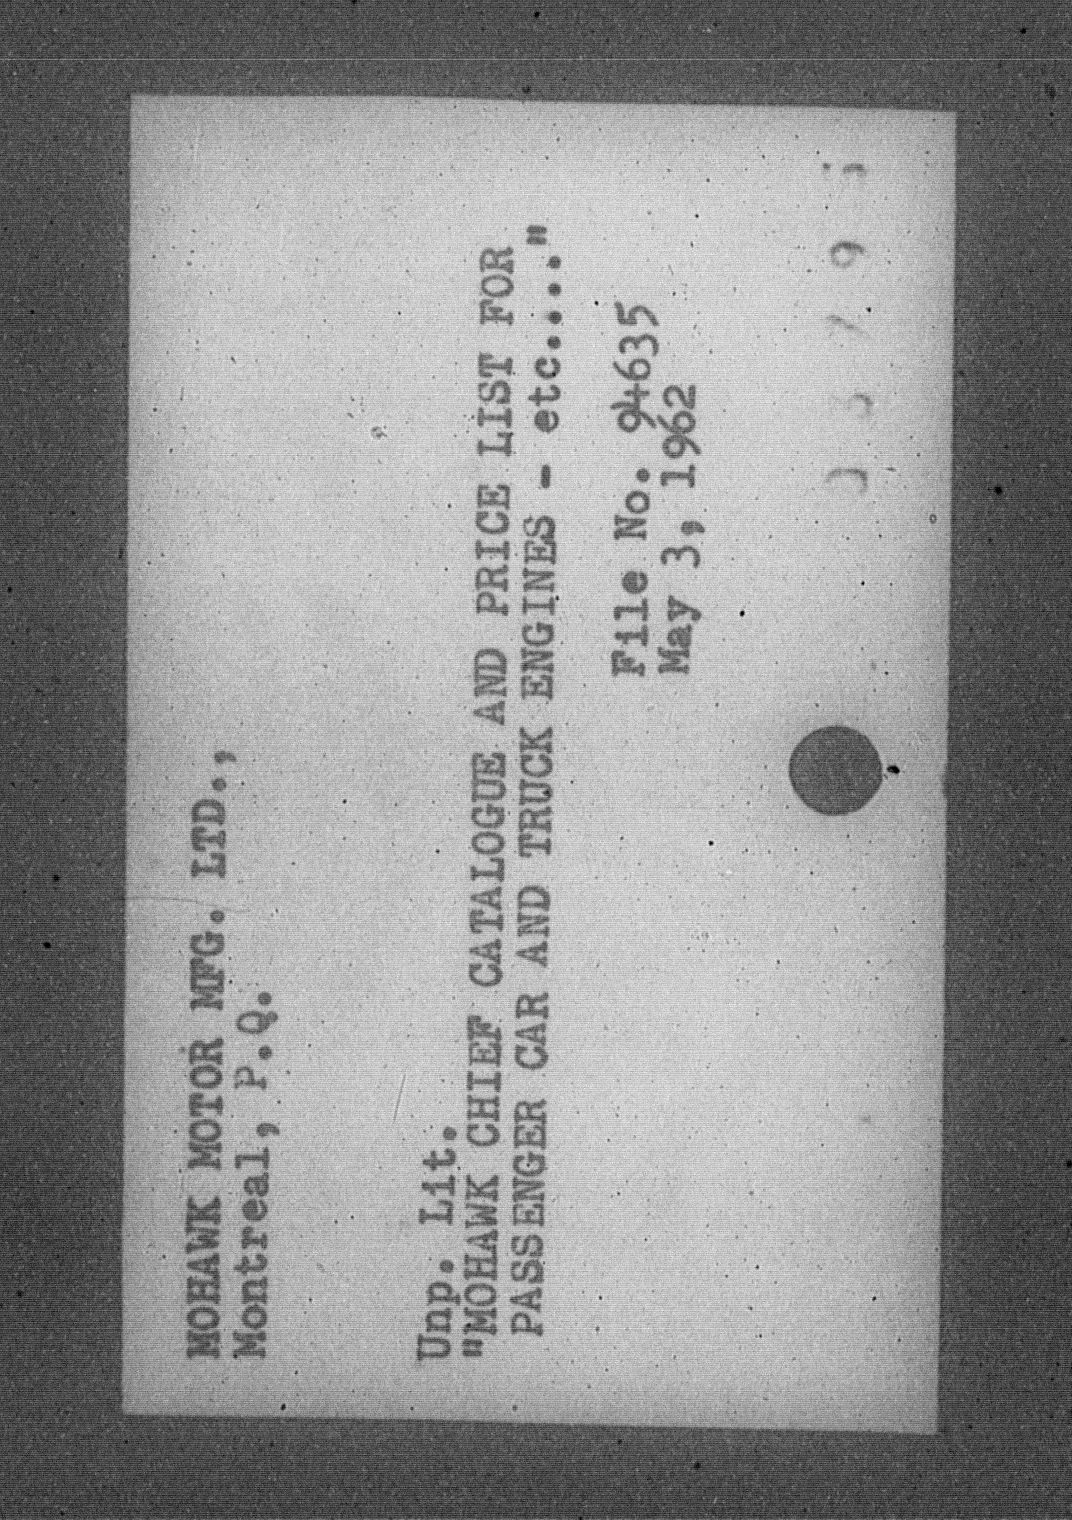 MOHAWK MOTOR MFG. LTD.,
Montreal, P.Q.
Unp. Lit.
"MOHAWK CHIEF CATALOGUE AND PRICE LIST FOR
PASSENGER CAR AND TRUCK ENGINES - etc...."
File No. 94635
May 3, 1962